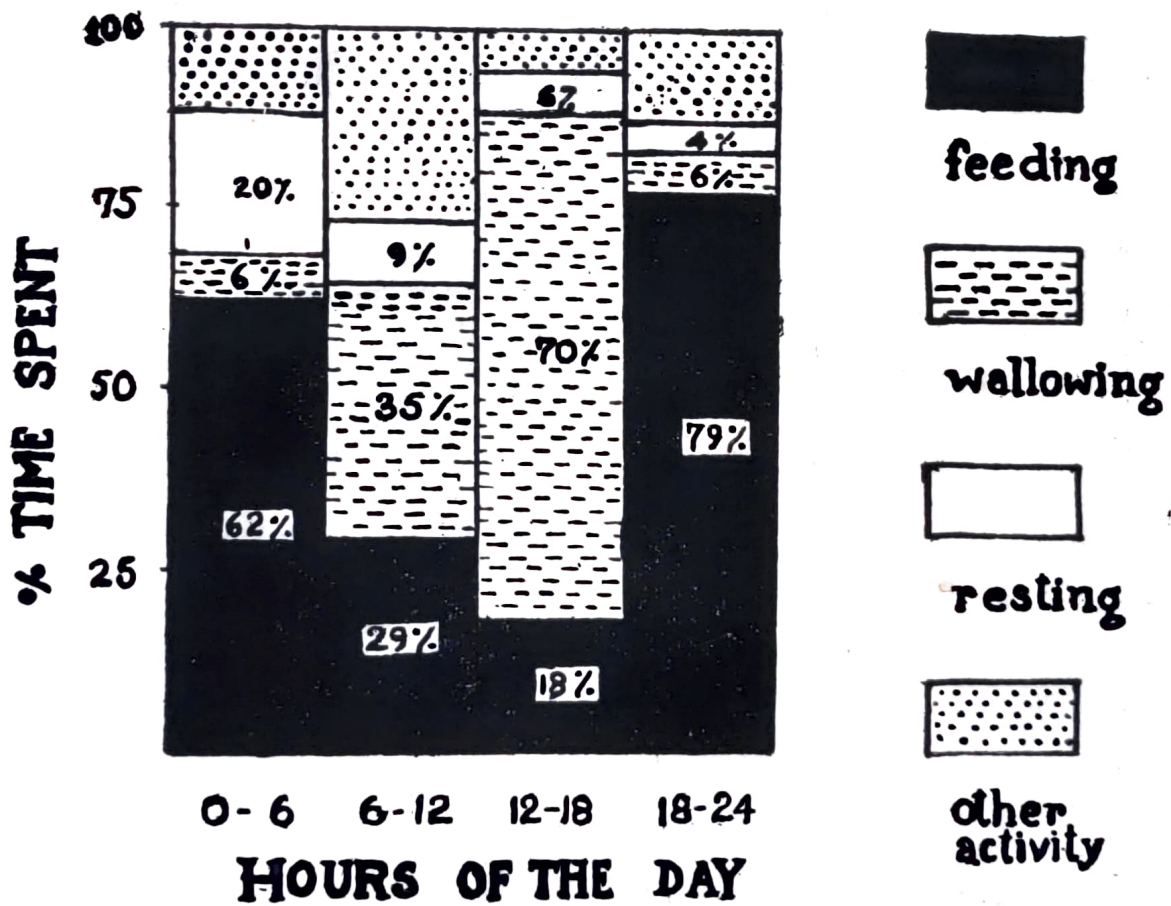 100
75
50
25
% TIME SPENT
20%
6%
62%
9%
35%
29%
6%
70%
18%
4%
6%
79%
0-6
6-12
12-18
18-24
HOURS OF THE DAY
feeding
wallowing
resting
other
activity